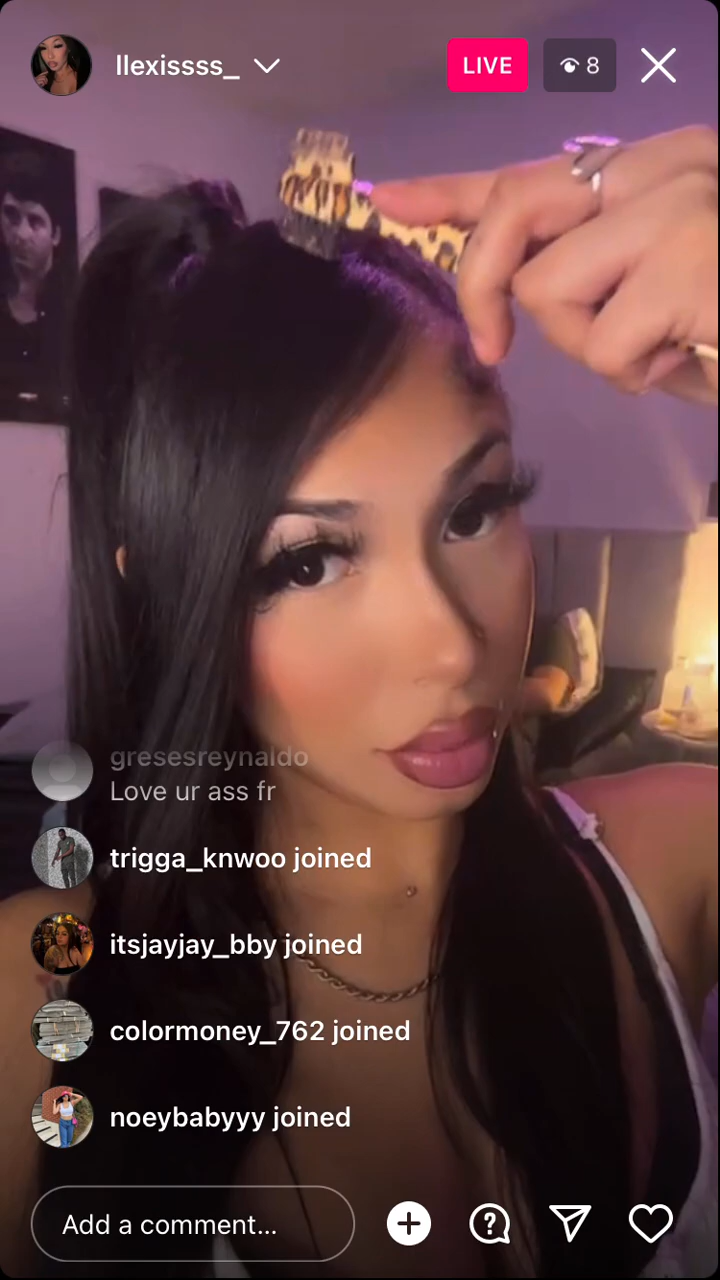 llexissss_
LIVE
8
gresesreynaldo
Love ur ass fr
trigga_knwoo joined
itsjayjay_bby joined
colormoney_762 joined
noeybabyyy joined
Add a comment...